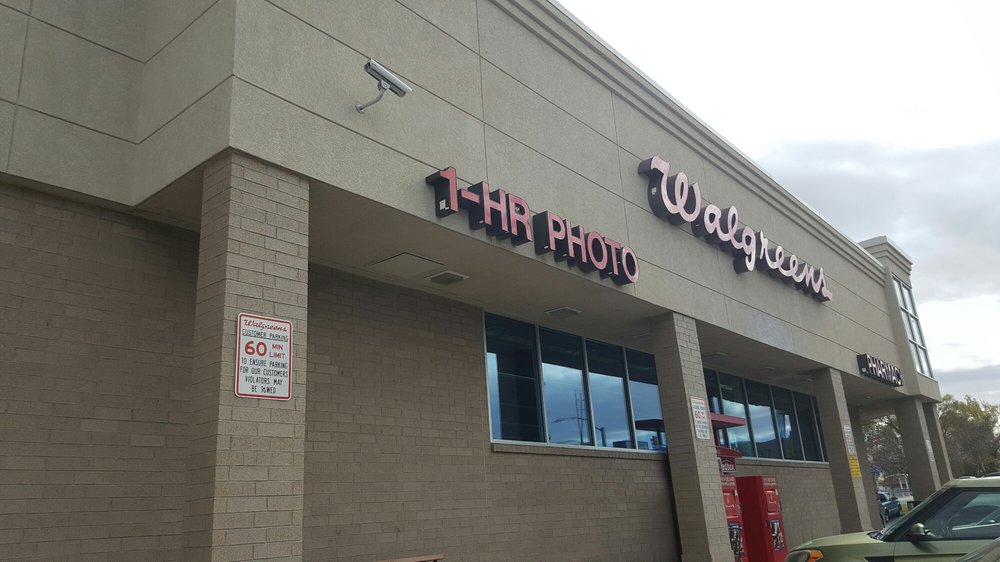 1-HR PHOTO
Walgreens
PHARMACY
Walgreens
CUSTOMER PARKING
60 MIN
LIMIT
TO ENSURE PARKING
FOR OUR CUSTOMERS
VIOLATORS MAY
BE TOWED
60